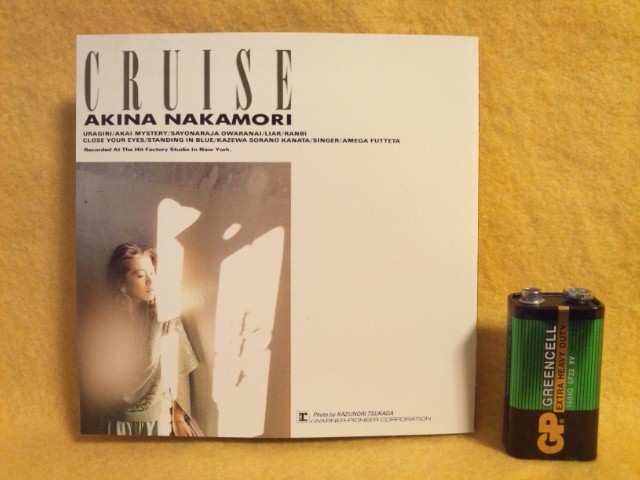 CRUISE
AKINA NAKAMORI
URAGIRI/AKAI MYSTERY/SAYONARAJA OWARANAI/LIAR/RANBI
CLOSE YOUR EYES/STANDING IN BLUE/KAZEWA SORANO KANATA/SINGER/AMEGA FUTTETA
Recorded At The Hit Factory Studio In New York.
Photo by KAZUNORI TSUKADA
WARNER-PIONEER CORPORATION
GP GREENCELL
EXTRA HEAVY DUTY
1604G 6F22 9V